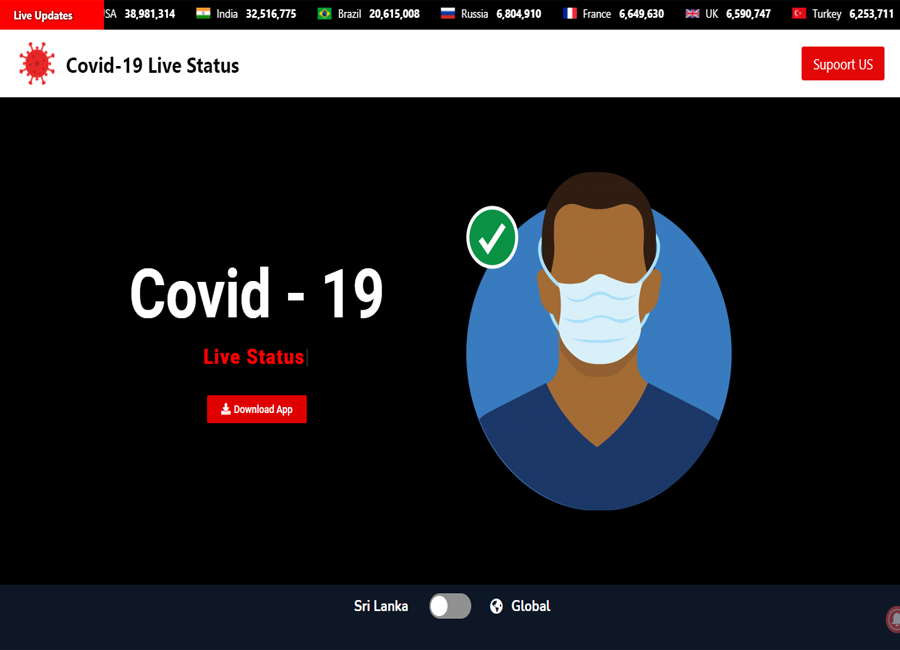 Live Updates SA 38,981,314 India 32,516,775 Brazil 20,615,008 Russia 6,804,910 France 6,649,630 UK 6,590,747 Turkey 6,253,711
Covid-19 Live Status
Supoort US
Covid - 19
Live Status
Download App
Sri Lanka Global